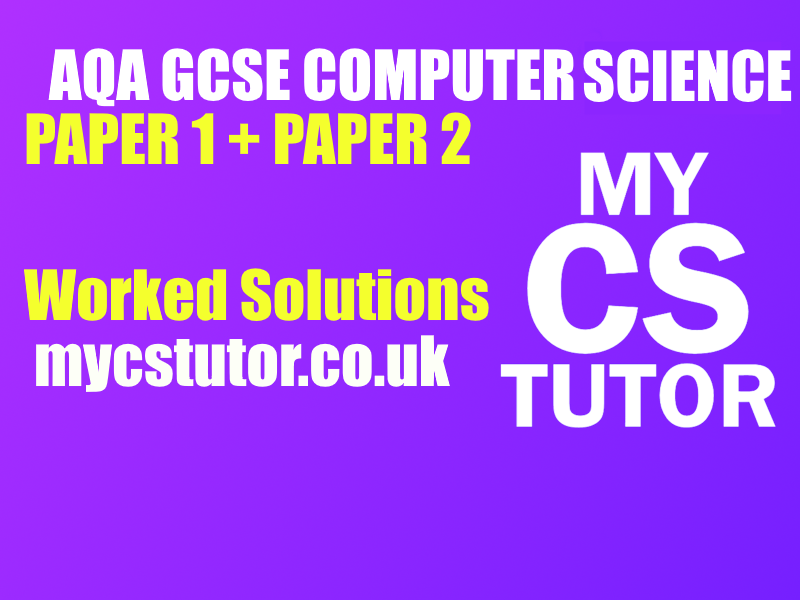 AQA GCSE COMPUTER SCIENCE
PAPER 1 + PAPER 2
Worked Solutions
mycstutor.co.uk
MY
CS
TUTOR